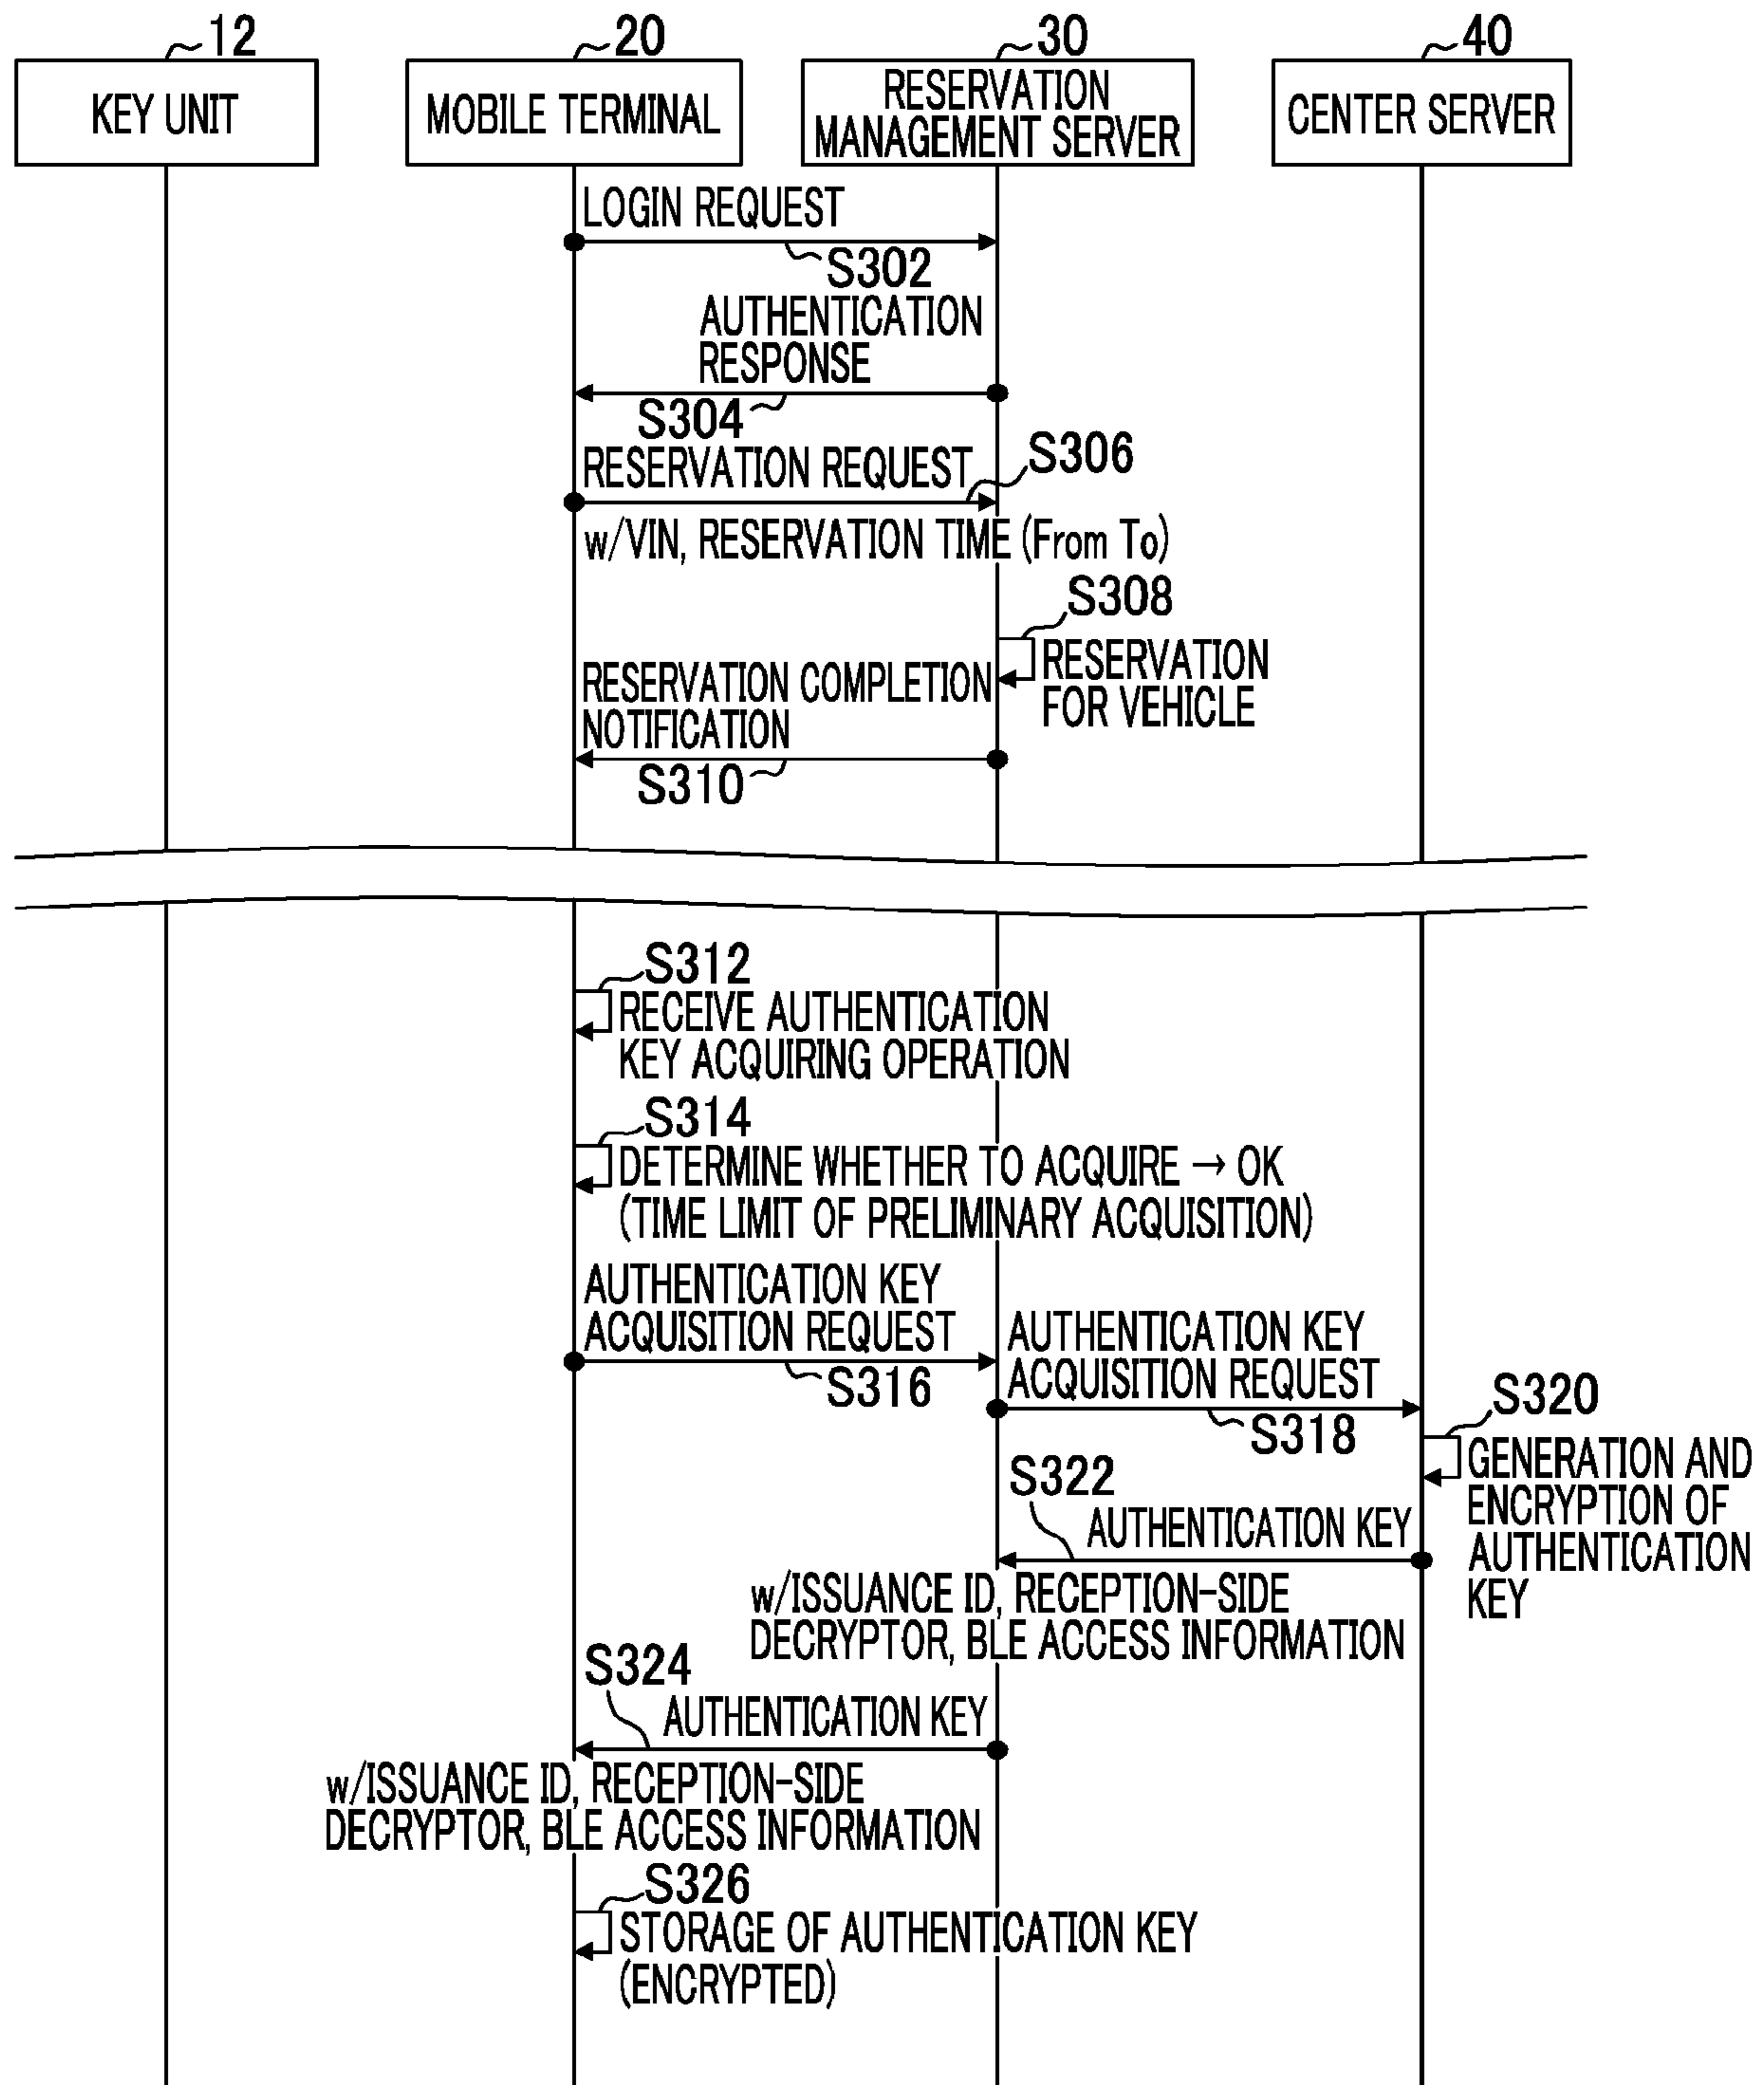 12
20
30
40
KEY UNIT
MOBILE TERMINAL
RESERVATION
MANAGEMENT SERVER
CENTER SERVER
LOGIN REQUEST
S302
AUTHENTICATION
RESPONSE
S304
RESERVATION REQUEST
S306
w/VIN, RESERVATION TIME (From To)
S308
RESERVATION
FOR VEHICLE
RESERVATION COMPLETION
NOTIFICATION
S310
S312
RECEIVE AUTHENTICATION
KEY ACQUIRING OPERATION
S314
DETERMINE WHETHER TO ACQUIRE → OK
(TIME LIMIT OF PRELIMINARY ACQUISITION)
AUTHENTICATION KEY
ACQUISITION REQUEST
S316
AUTHENTICATION KEY
ACQUISITION REQUEST
S318
S320
GENERATION AND
ENCRYPTION OF
AUTHENTICATION
KEY
S322
AUTHENTICATION KEY
w/ISSUANCE ID, RECEPTION-SIDE
DECRYPTOR, BLE ACCESS INFORMATION
S324
AUTHENTICATION KEY
w/ISSUANCE ID, RECEPTION-SIDE
DECRYPTOR, BLE ACCESS INFORMATION
S326
STORAGE OF AUTHENTICATION KEY
(ENCRYPTED)